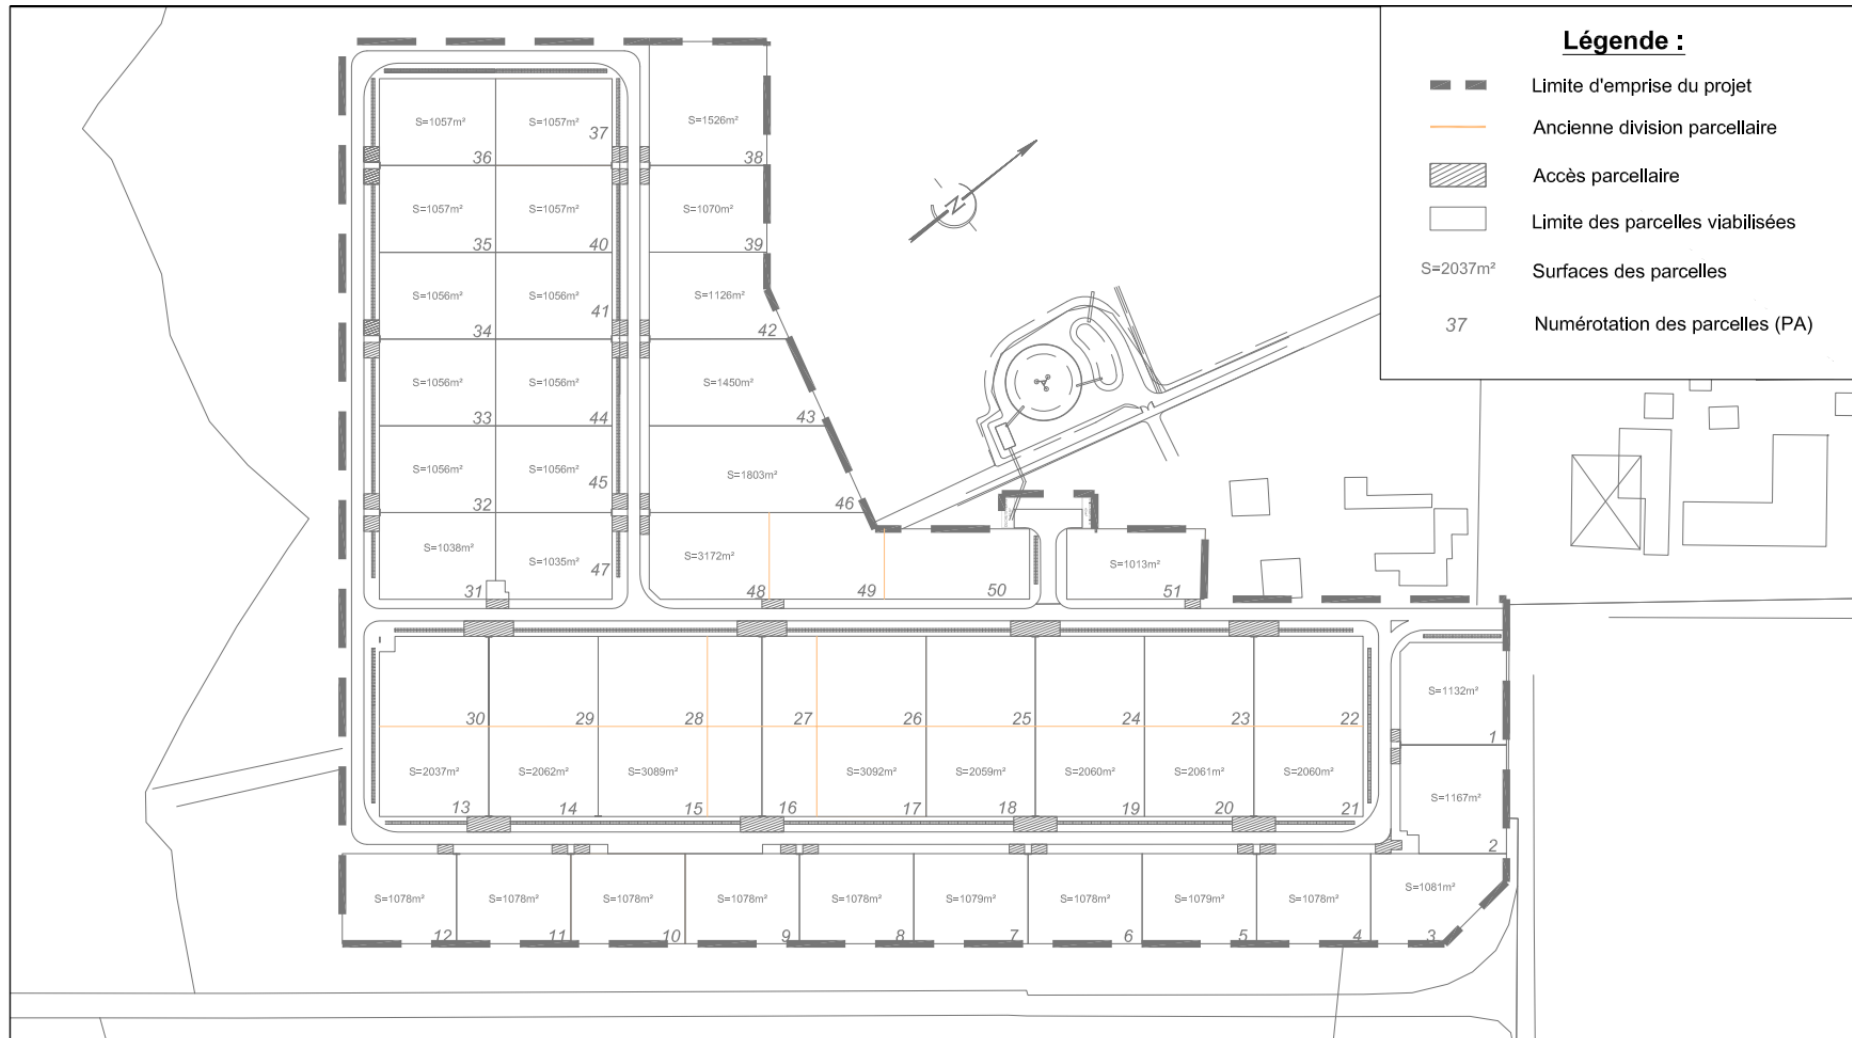 Légende :
Limite d'emprise du projet
Ancienne division parcellaire
Accès parcellaire
Limite des parcelles viabilisées
S=2037m² Surfaces des parcelles
37 Numérotation des parcelles (PA)
N
S=1057m² S=1057m² 37 S=1526m²
36 38
S=1057m² S=1057m² S=1070m²
35 40 39
S=1056m² S=1056m² 41 S=1126m²
34 42
S=1056m² S=1056m² S=1450m²
33 44 43
S=1056m² S=1056m² 45 S=1803m²
32 46
S=1038m² S=1035m² 47 S=3172m² S=1013m²
31 48 49 50 51
S=1132m²
30 29 28 27 26 25 24 23 22 1
S=2037m² S=2062m² S=3089m² S=3092m² S=2059m² S=2060m² S=2061m² S=2060m²
S=1167m²
13 14 15 16 17 18 19 20 21
2
S=1078m² S=1078m² S=1078m² S=1078m² S=1078m² S=1079m² S=1078m² S=1079m² S=1078m² S=1081m²
12 11 10 9 8 7 6 5 4 3